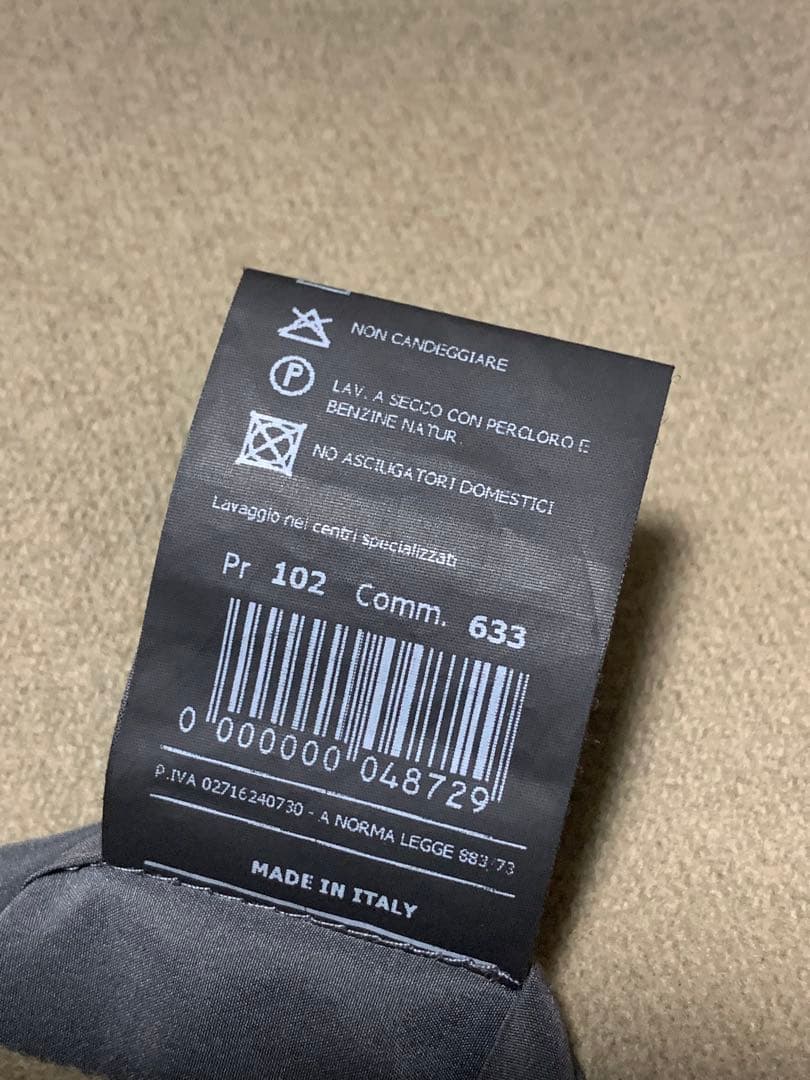 NON CANDEGGIARE
P
LAV. A SECCO CON PERCLORO E
BENZINE NATUR.
NO ASCIUGATORI DOMESTICI
Lavaggio nei centri specializzati
Pr 102 Comm. 633
0 000000 048729
P.IVA 02716240730 - A NORMA LEGGE 883/73
MADE IN ITALY